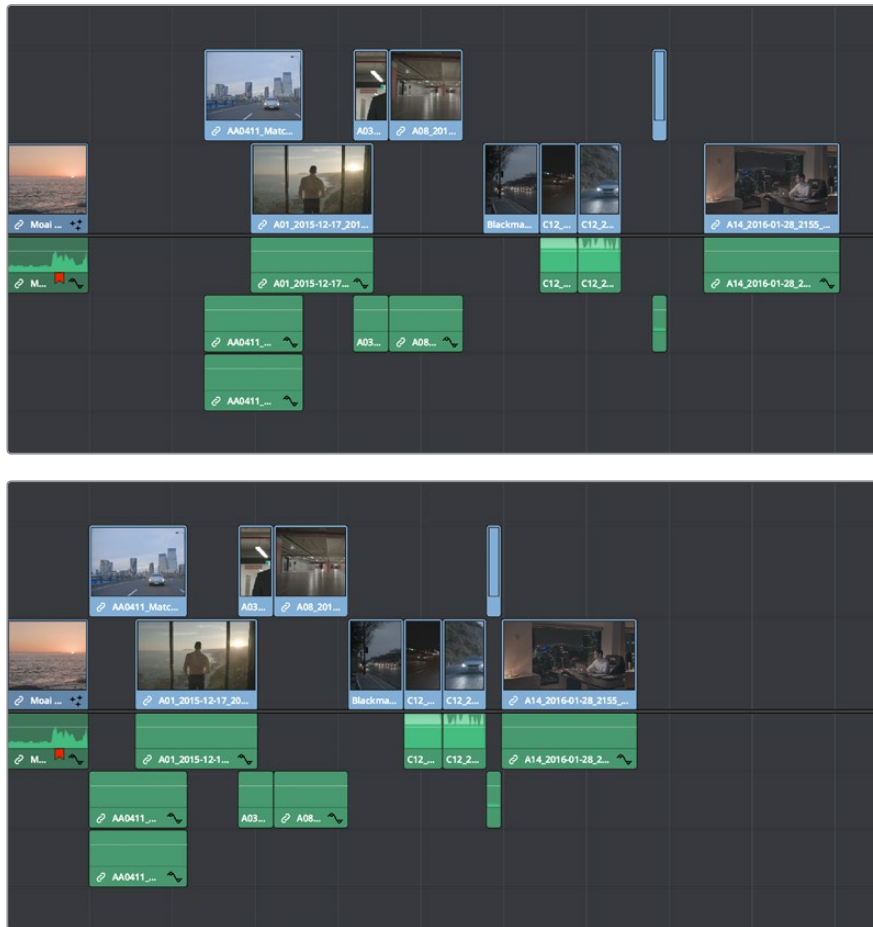 AA0411_Matc...
A03...
A08_201...
Moai ...
A01_2015-12-17_201...
Blackma...
C12_...
C12_2...
A14_2016-01-28_2155_...
M...
A01_2015-12-17...
C12_...
C12_2...
A14_2016-01-28_2...
AA0411_...
A03...
A08...
AA0411_...
AA0411_Matc...
A03...
A08_201...
Moai ...
A01_2015-12-17_20...
Blackma...
C12_...
C12_2...
A14_2016-01-28_2155_...
M...
A01_2015-12-1...
C12_...
C12_2...
A14_2016-01-28_2...
AA0411_...
A03...
A08...
AA0411_...